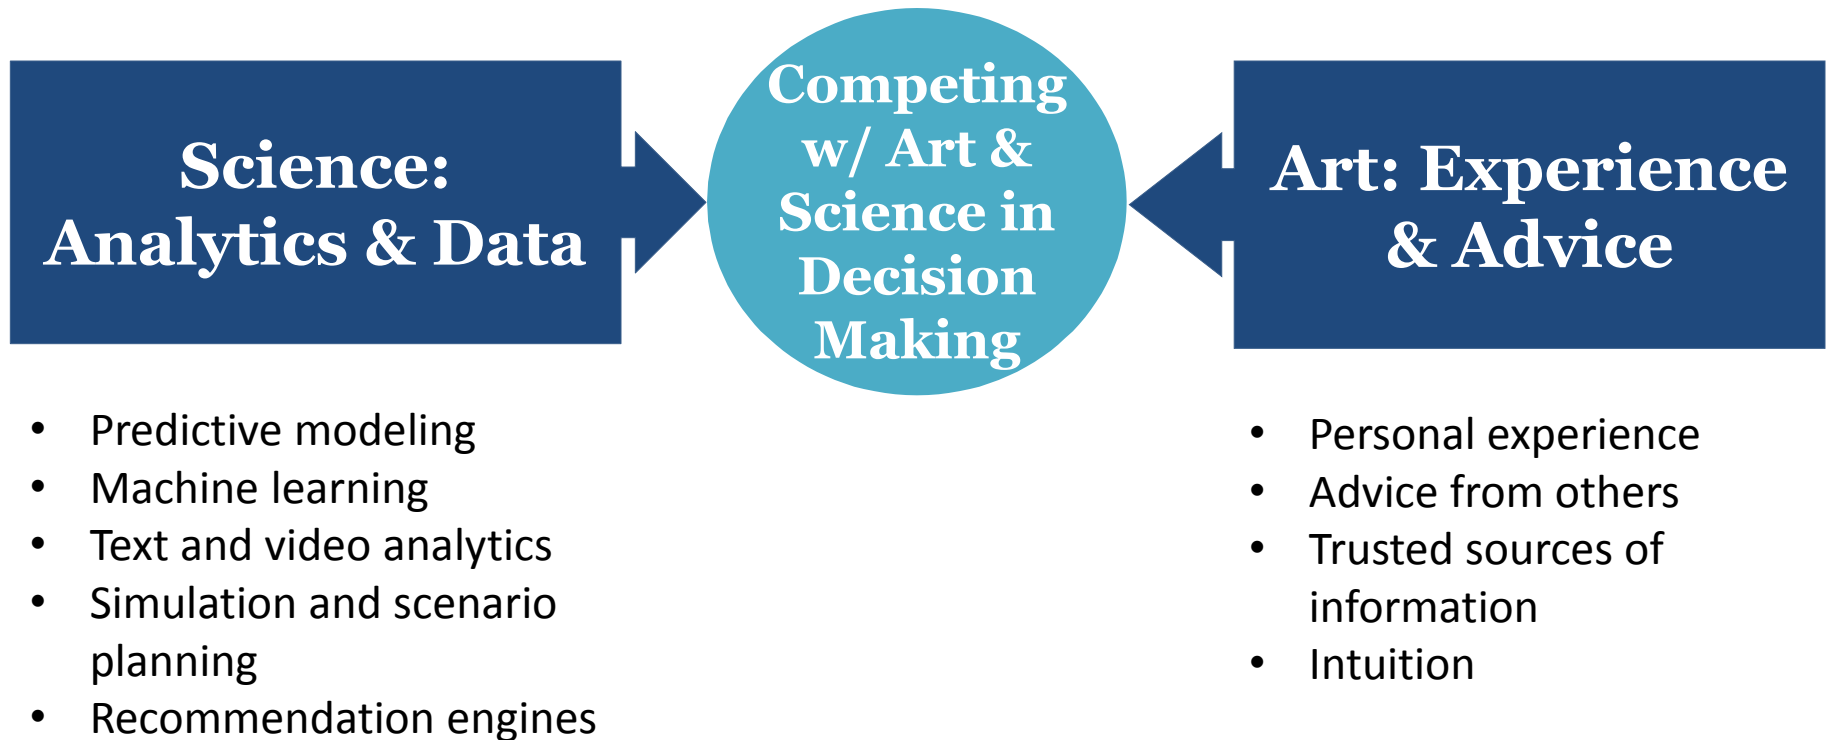 Science:
Analytics & Data
Competing
w/ Art &
Science in
Decision
Making
Art: Experience
& Advice
• Predictive modeling
• Machine learning
• Text and video analytics
• Simulation and scenario
planning
• Recommendation engines
• Personal experience
• Advice from others
• Trusted sources of
information
• Intuition